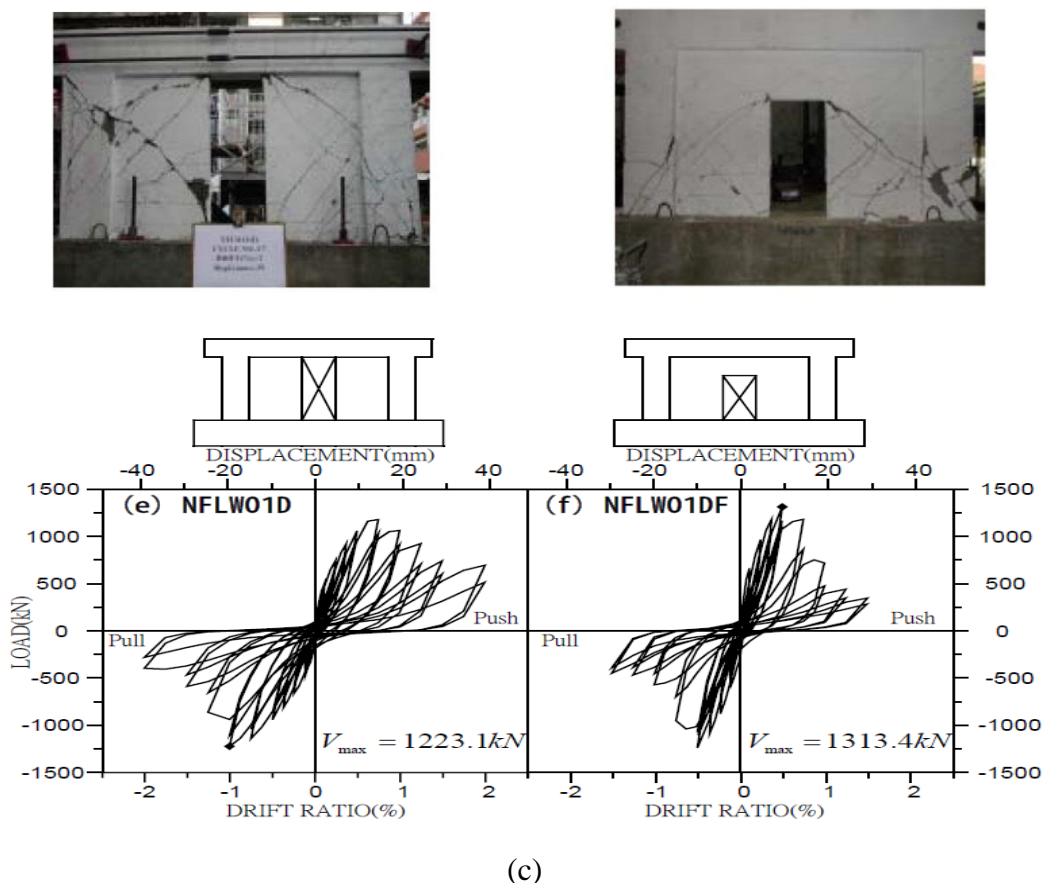 DISPLACEMENT(mm) DISPLACEMENT(mm)
-40 -20 0 20 40 -40 -20 0 20 40
1500 (e) NFLWO1D (f) NFLWO1DF 1500
1000 1000
500 500
Push Push
0 0
Pull Pull
LOAD(kN)
-500 -500
-1000 -1000
Vmax = 1223.1kN Vmax = 1313.4kN
-1500 -1500
-2 -1 0 1 2 -2 -1 0 1 2
DRIFT RATIO(%) DRIFT RATIO(%)
(c)